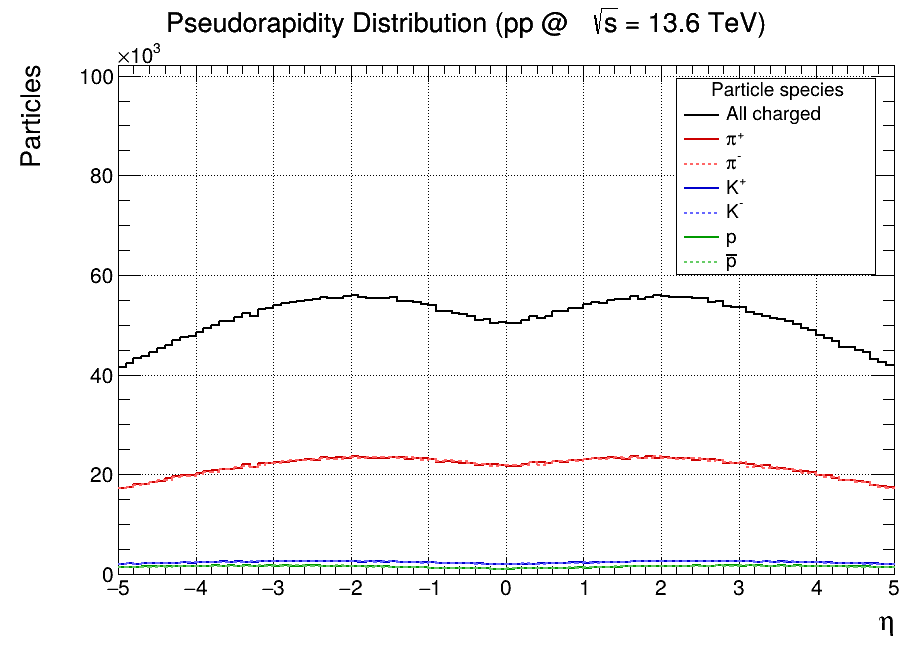 Pseudorapidity Distribution (pp @ √s = 13.6 TeV)
×10³
Particles
100
80
60
40
20
0
Particle species
All charged
π⁺
π⁻
K⁺
K⁻
p
p̅
−5 −4 −3 −2 −1 0 1 2 3 4 5
η